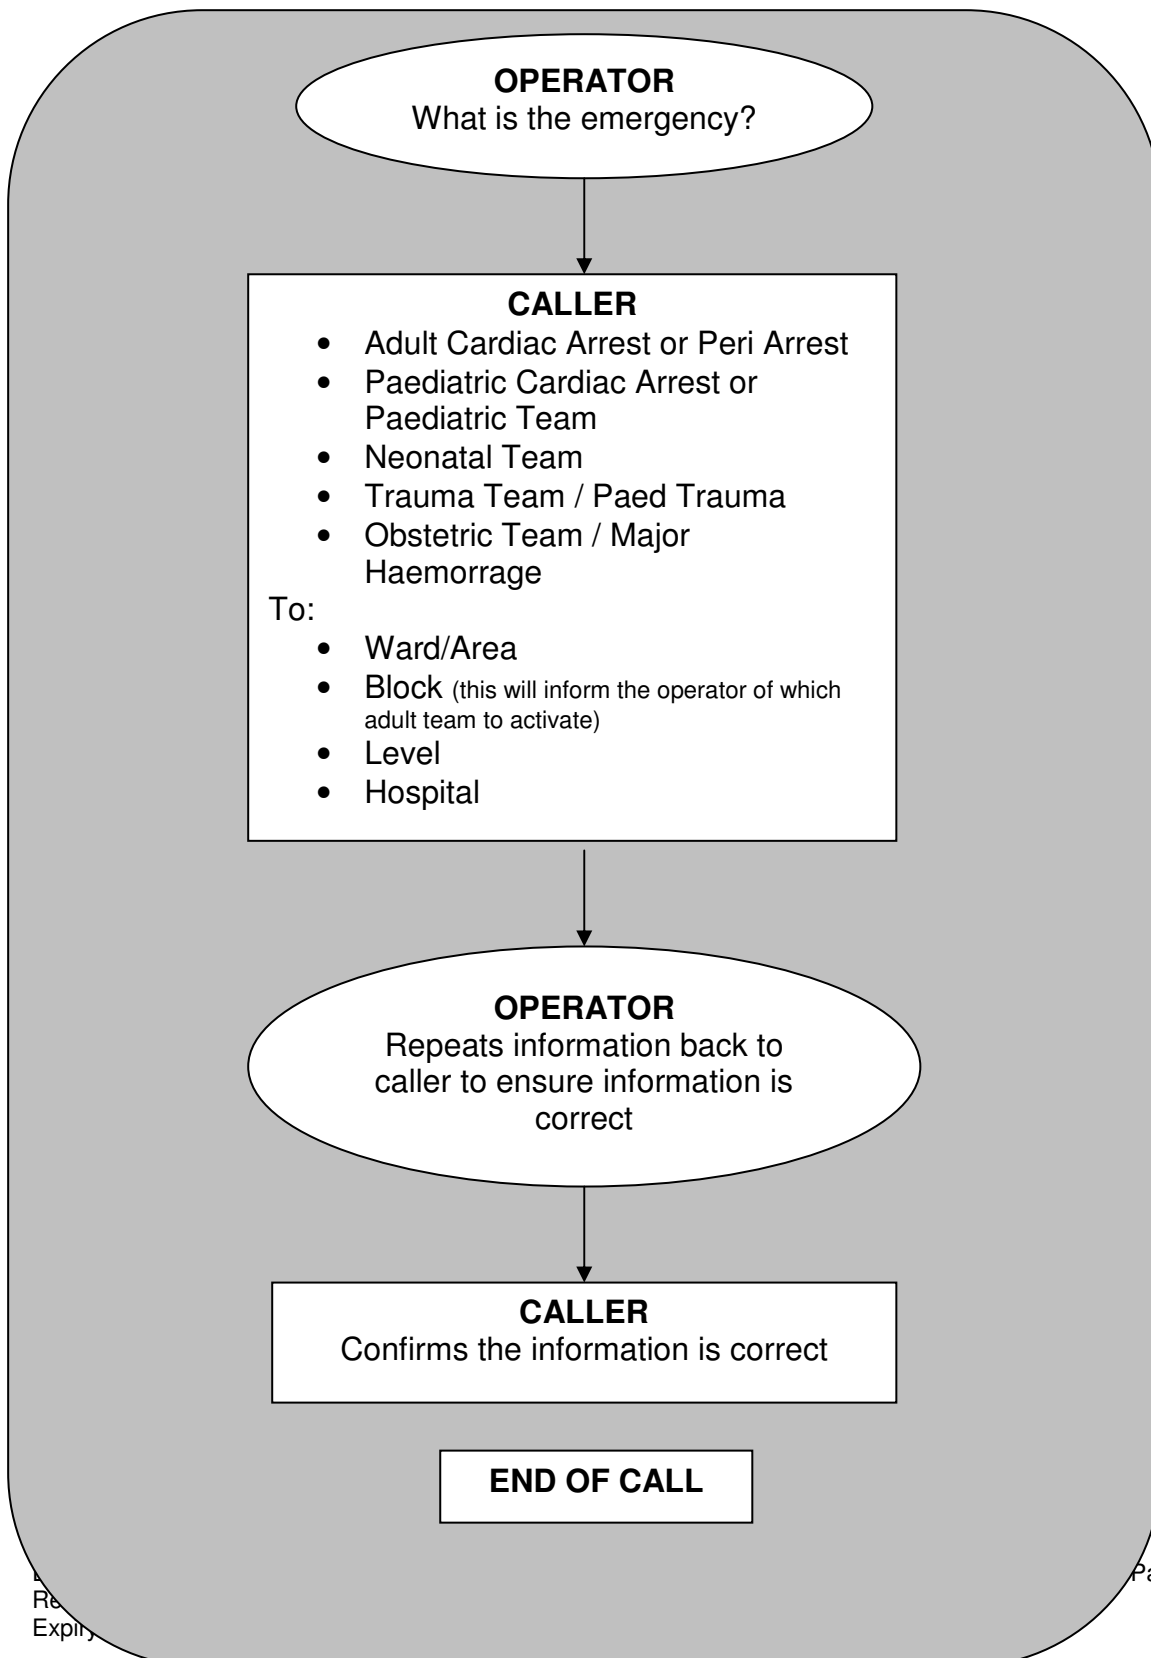 OPERATOR
What is the emergency?
CALLER
• Adult Cardiac Arrest or Peri Arrest
• Paediatric Cardiac Arrest or
Paediatric Team
• Neonatal Team
• Trauma Team / Paed Trauma
• Obstetric Team / Major
Haemorrage
To:
• Ward/Area
• Block (this will inform the operator of which
adult team to activate)
• Level
• Hospital
OPERATOR
Repeats information back to
caller to ensure information is
correct
CALLER
Confirms the information is correct
END OF CALL
Expiry